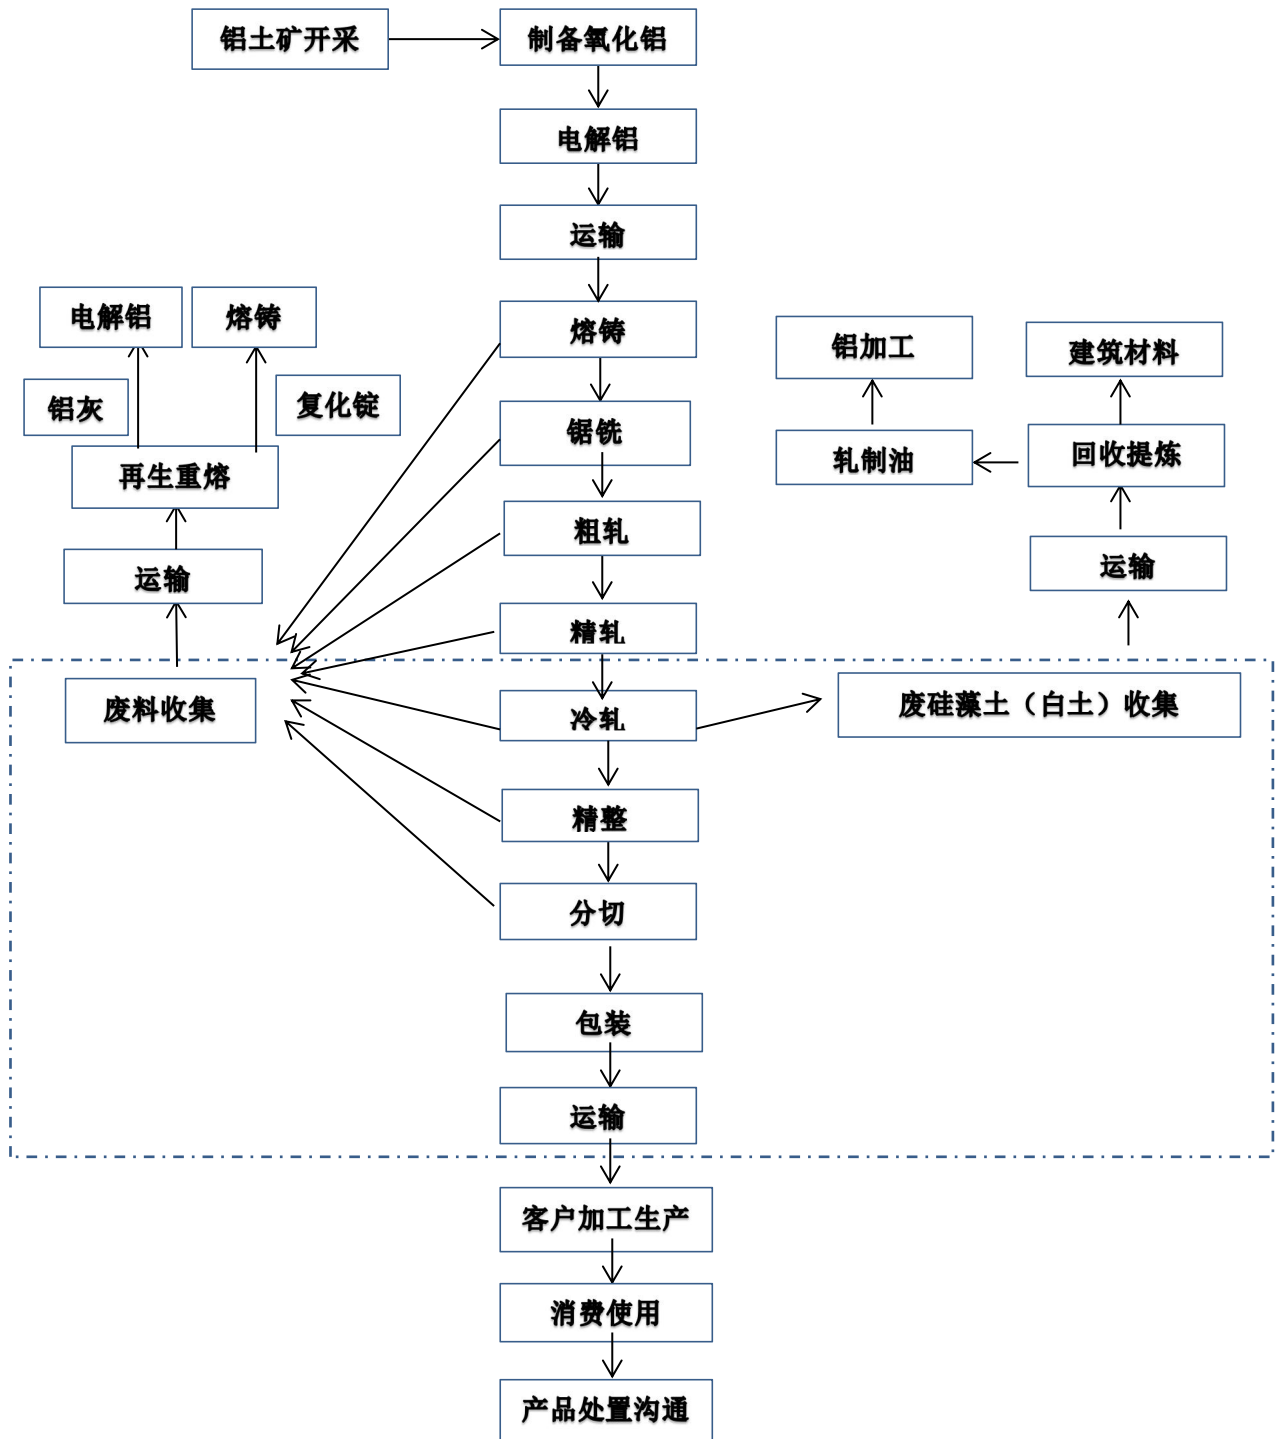 铝土矿开采
制备氧化铝
电解铝
运输
电解铝
熔铸
熔铸
铝加工
建筑材料
铝灰
复化锭
锯铣
轧制油
回收提炼
再生重熔
粗轧
运输
运输
精轧
废料收集
冷轧
废硅藻土（白土）收集
精整
分切
包装
运输
客户加工生产
消费使用
产品处置沟通